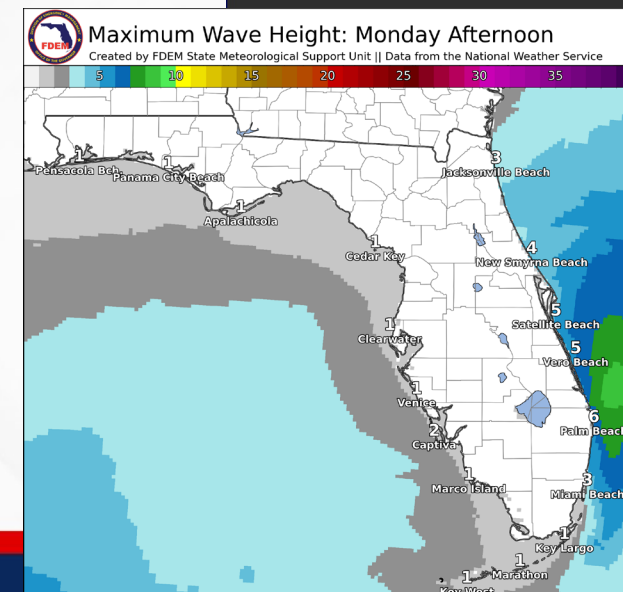 FDEM
Maximum Wave Height: Monday Afternoon
Created by FDEM State Meteorological Support Unit || Data from the National Weather Service
5 10 15 20 25 30 35
3
Jacksonville Beach
1
Pensacola Bch
1
Panama City Beach
1
Apalachicola
1
Cedar Key
4
New Smyrna Beach
5
Satellite Beach
1
Clearwater
5
Vero Beach
1
Venice
6
Palm Beach
2
Captiva
1
Marco Island
3
Miami Beach
1
Key Largo
1
Marathon
1
Key West